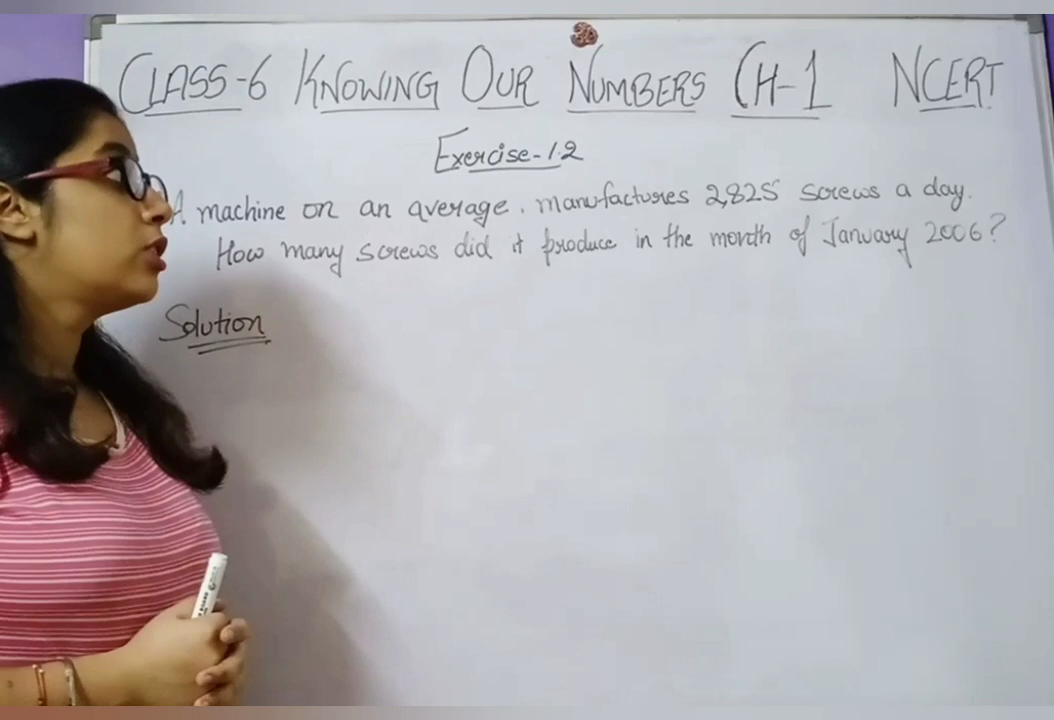 CLASS-6 KNOWING OUR NUMBERS CH-1 NCERT
Exercise-1.2
A machine on an average, manufactures 2,825 screws a day.
How many screws did it produce in the month of January 2006?
Solution